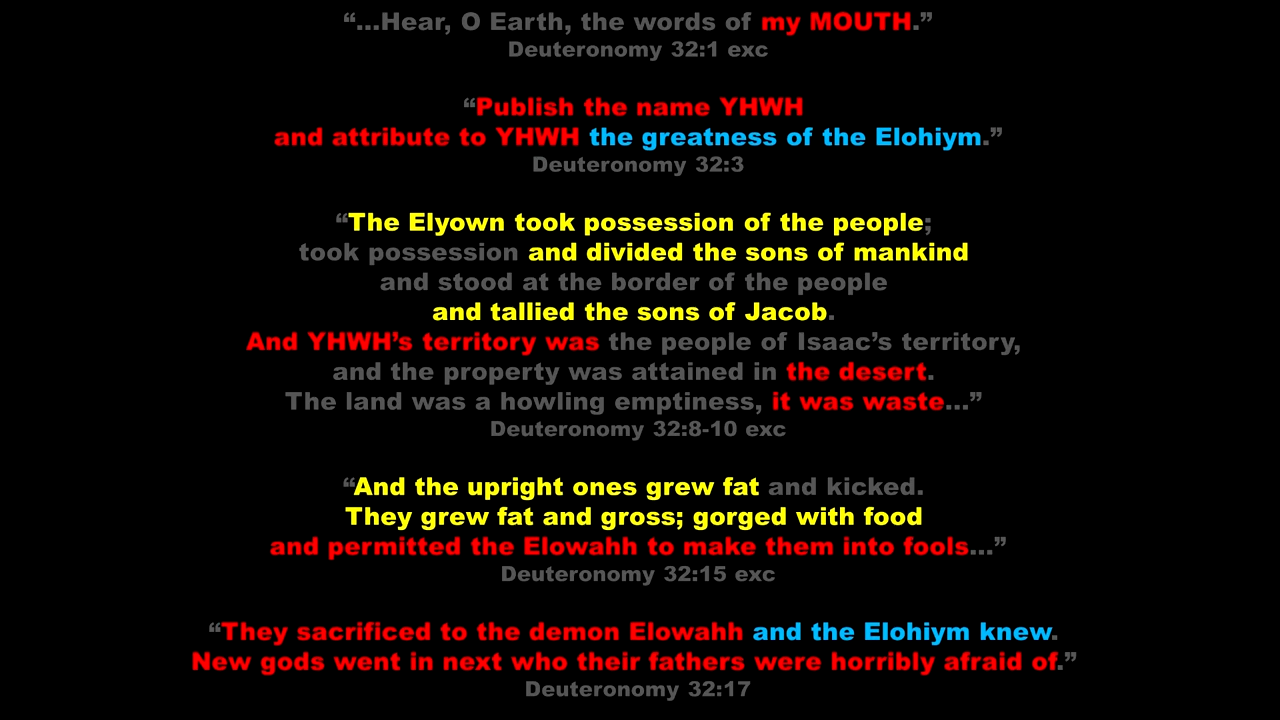 “...Hear, O Earth, the words of my MOUTH.”
Deuteronomy 32:1 exc
“Publish the name YHWH
and attribute to YHWH the greatness of the Elohiym.”
Deuteronomy 32:3
“The Elyown took possession of the people;
took possession and divided the sons of mankind
and stood at the border of the people
and tallied the sons of Jacob.
And YHWH’s territory was the people of Isaac’s territory,
and the property was attained in the desert.
The land was a howling emptiness, it was waste...”
Deuteronomy 32:8-10 exc
“And the upright ones grew fat and kicked.
They grew fat and gross; gorged with food
and permitted the Elowahh to make them into fools...”
Deuteronomy 32:15 exc
“They sacrificed to the demon Elowahh and the Elohiym knew.
New gods went in next who their fathers were horribly afraid of.”
Deuteronomy 32:17